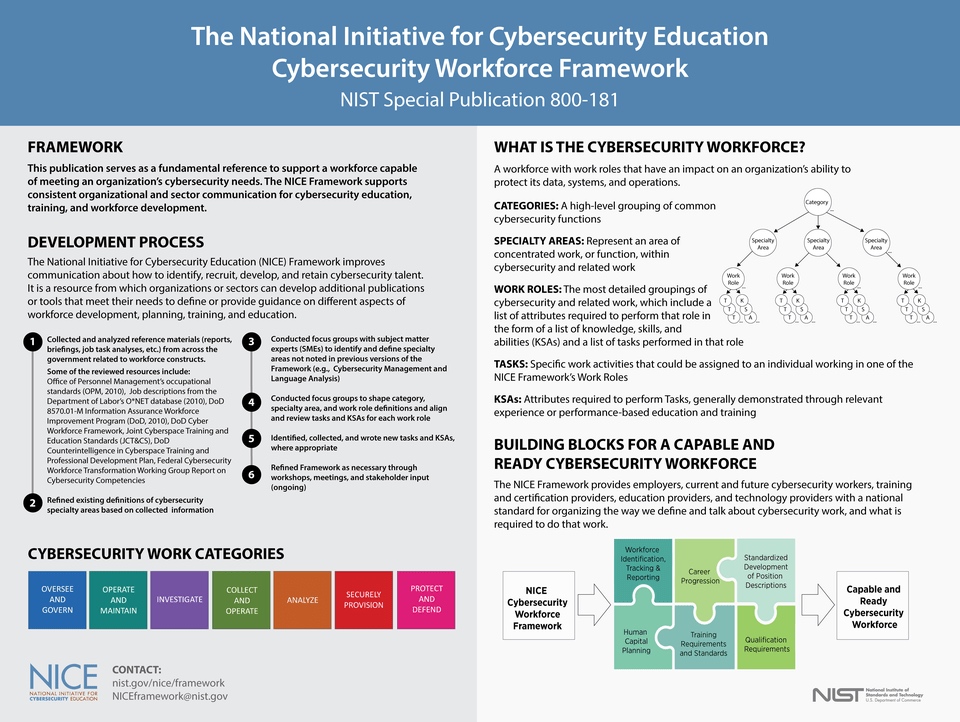 The National Initiative for Cybersecurity Education
Cybersecurity Workforce Framework
NIST Special Publication 800-181
FRAMEWORK
This publication serves as a fundamental reference to support a workforce capable
of meeting an organization's cybersecurity needs. The NICE Framework supports
consistent organizational and sector communication for cybersecurity education,
training, and workforce development.
DEVELOPMENT PROCESS
The National Initiative for Cybersecurity Education (NICE) Framework improves
communication about how to identify, recruit, develop, and retain cybersecurity talent.
It is a resource from which organizations or sectors can develop additional publications
or tools that meet their needs to define or provide guidance on different aspects of
workforce development, planning, training, and education.
1
Collected and analyzed reference materials (reports,
briefings, job task analyses, etc.) from across the
government related to workforce constructs.
Some of the reviewed resources include:
Office of Personnel Management's occupational
standards (OPM, 2010), Job descriptions from the
Department of Labor's O*NET database (2010), DoD
8570.01-M Information Assurance Workforce
Improvement Program (DoD, 2010), DoD Cyber
Workforce Framework, Joint Cyberspace Training and
Education Standards (JCT&CS), DoD
Counterintelligence in Cyberspace Training and
Professional Development Plan, Federal Cybersecurity
Workforce Transformation Working Group Report on
Cybersecurity Competencies
2
Refined existing definitions of cybersecurity
specialty areas based on collected information
3
Conducted focus groups with subject matter
experts (SMEs) to identify and define specialty
areas not noted in previous versions of the
Framework (e.g., Cybersecurity Management and
Language Analysis)
4
Conducted focus groups to shape category,
specialty area, and work role definitions and align
and review tasks and KSAs for each work role
5
Identified, collected, and wrote new tasks and KSAs,
where appropriate
6
Refined Framework as necessary through
workshops, meetings, and stakeholder input
(ongoing)
CYBERSECURITY WORK CATEGORIES
OVERSEE
AND
GOVERN
OPERATE
AND
MAINTAIN
INVESTIGATE
COLLECT
AND
OPERATE
ANALYZE
SECURELY
PROVISION
PROTECT
AND
DEFEND
NICE
NATIONAL INITIATIVE FOR
CYBERSECURITY EDUCATION
CONTACT:
nist.gov/nice/framework
NICEframework@nist.gov
WHAT IS THE CYBERSECURITY WORKFORCE?
A workforce with work roles that have an impact on an organization's ability to
protect its data, systems, and operations.
CATEGORIES: A high-level grouping of common
cybersecurity functions
SPECIALTY AREAS: Represent an area of
concentrated work, or function, within
cybersecurity and related work
WORK ROLES: The most detailed groupings of
cybersecurity and related work, which include a
list of attributes required to perform that role in
the form of a list of knowledge, skills, and
abilities (KSAs) and a list of tasks performed in that role
TASKS: Specific work activities that could be assigned to an individual working in one of the
NICE Framework's Work Roles
KSAs: Attributes required to perform Tasks, generally demonstrated through relevant
experience or performance-based education and training
Category
...
Specialty
Area
Specialty
Area
Specialty
Area
...
Work
Role
Work
Role
Work
Role
Work
Role
...
T K
T S
T A
...
T K
T S
T A
...
T K
T S
T A
...
T K
T S
T A
...
BUILDING BLOCKS FOR A CAPABLE AND
READY CYBERSECURITY WORKFORCE
The NICE Framework provides employers, current and future cybersecurity workers, training
and certification providers, education providers, and technology providers with a national
standard for organizing the way we define and talk about cybersecurity work, and what is
required to do that work.
NICE
Cybersecurity
Workforce
Framework
Workforce
Identification,
Tracking &
Reporting
Career
Progression
Standardized
Development
of Position
Descriptions
Human
Capital
Planning
Training
Requirements
and Standards
Qualification
Requirements
Capable and
Ready
Cybersecurity
Workforce
NIST
National Institute of
Standards and Technology
U.S. Department of Commerce